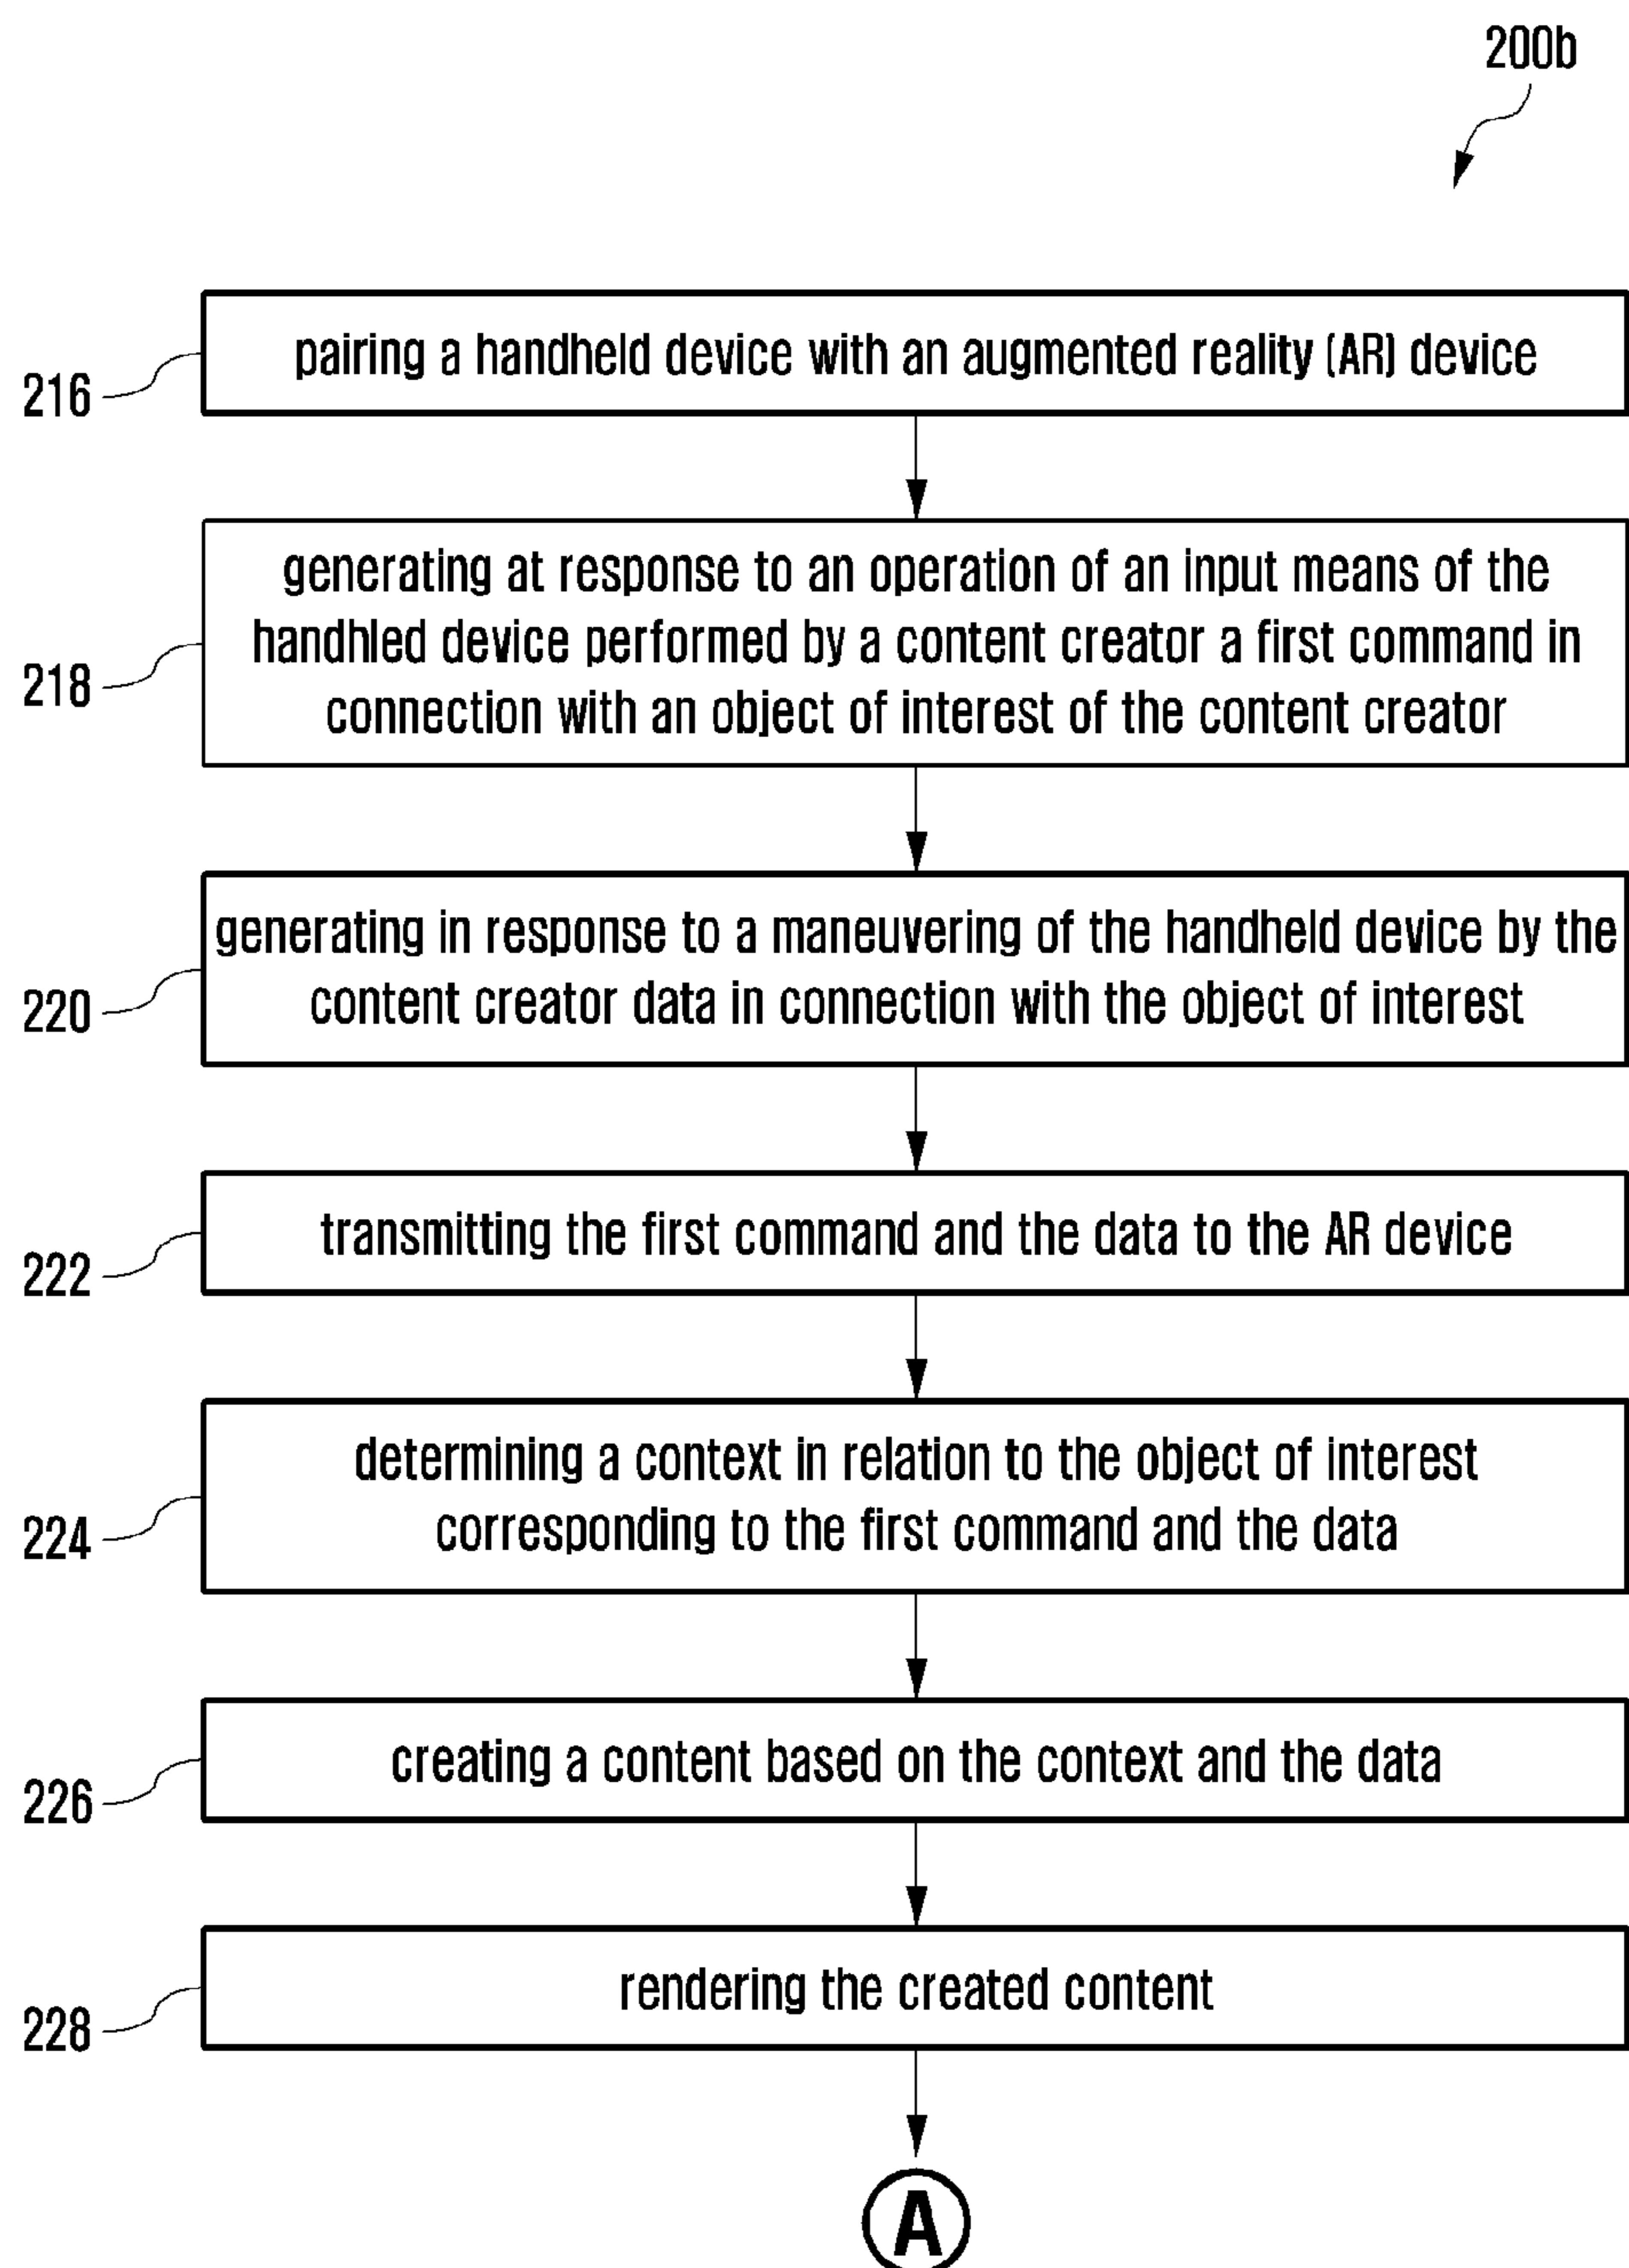 200b
216
pairing a handheld device with an augmented reality (AR) device
218
generating at response to an operation of an input means of the
handhled device performed by a content creator a first command in
connection with an object of interest of the content creator
220
generating in response to a maneuvering of the handheld device by the
content creator data in connection with the object of interest
222
transmitting the first command and the data to the AR device
224
determining a context in relation to the object of interest
corresponding to the first command and the data
226
creating a content based on the context and the data
228
rendering the created content
A